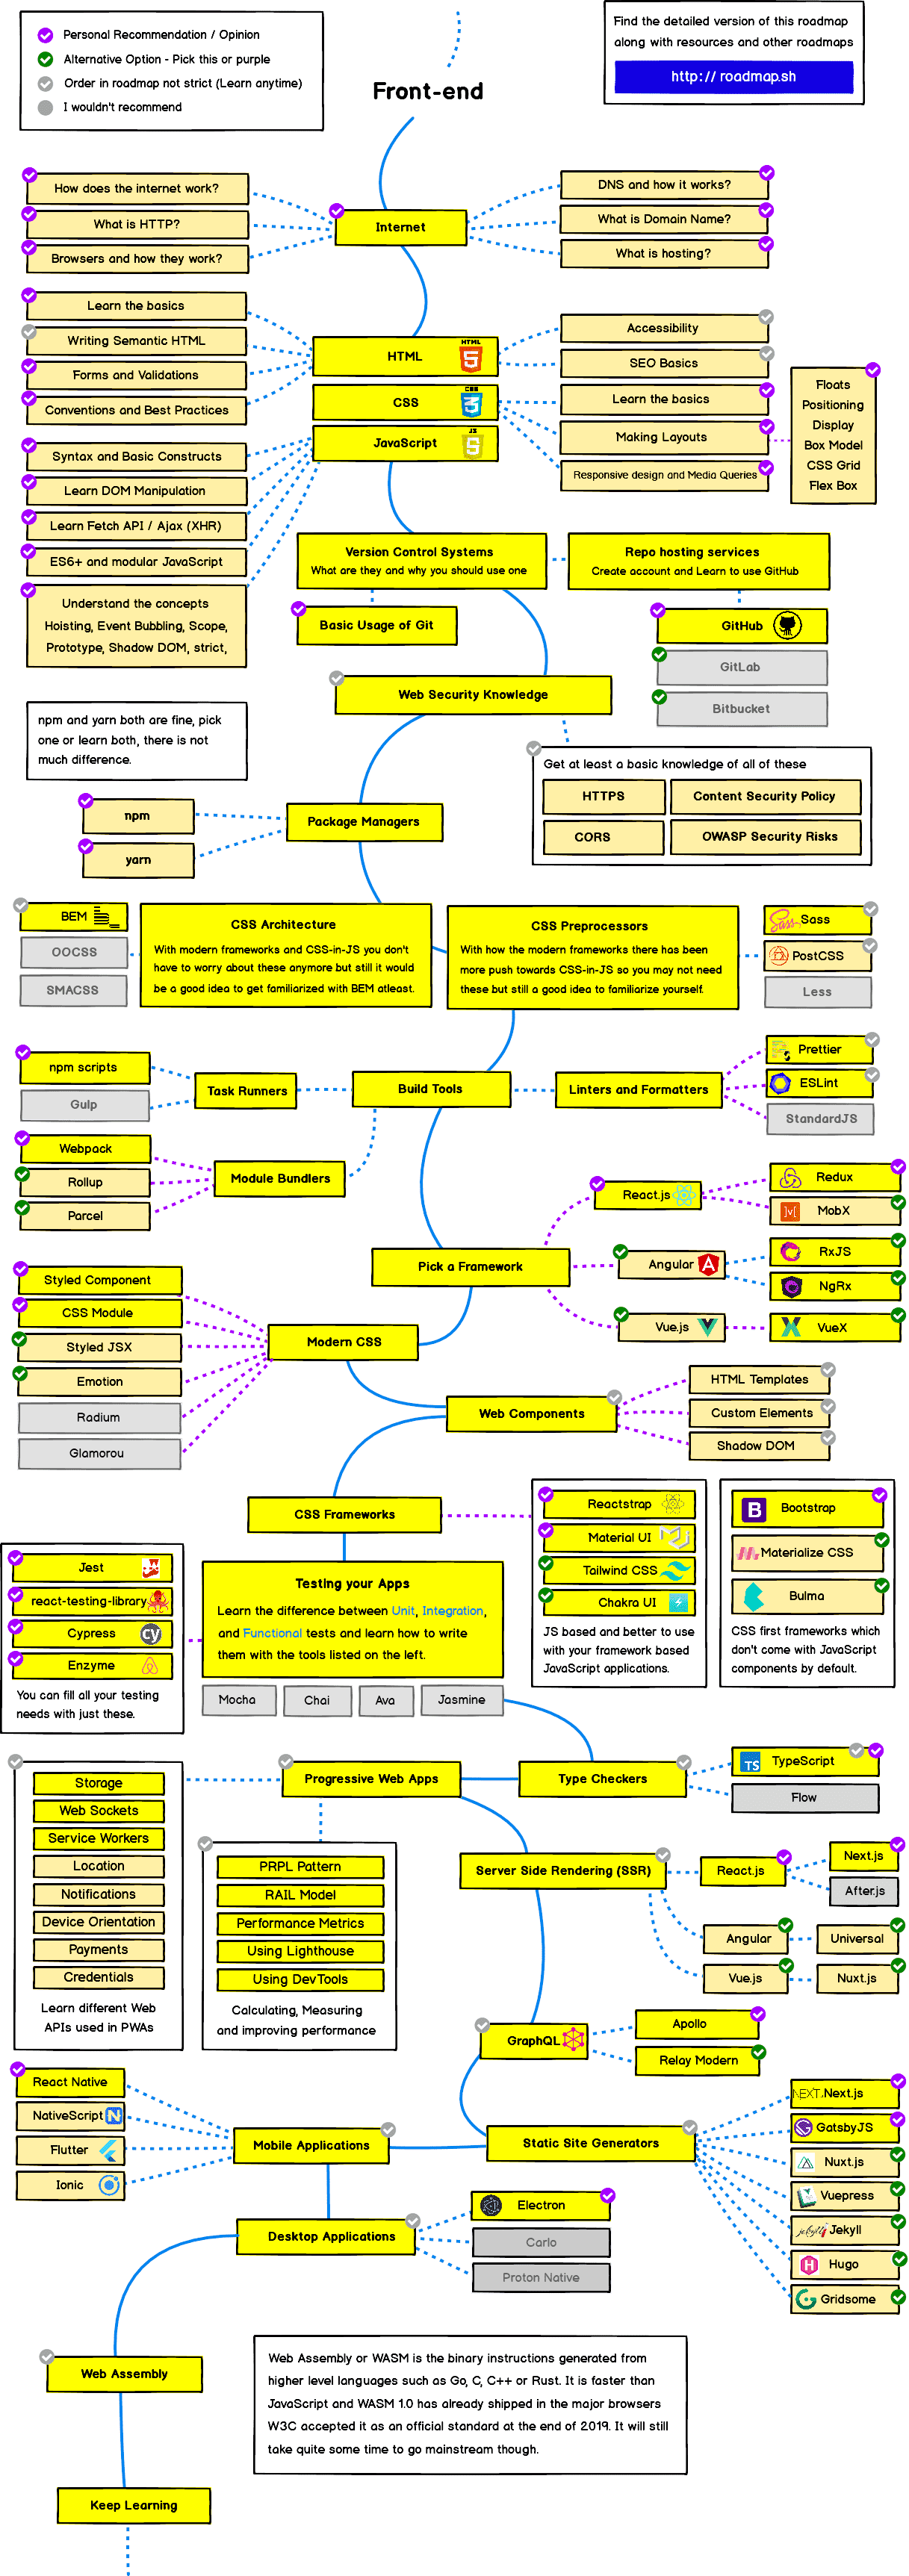 Personal Recommendation / Opinion
Alternative Option - Pick this or purple
Order in roadmap not strict (Learn anytime)
I wouldn't recommend
Find the detailed version of this roadmap
along with resources and other roadmaps
http:// roadmap.sh
Front-end
How does the internet work?
What is HTTP?
Browsers and how they work?
Internet
DNS and how it works?
What is Domain Name?
What is hosting?
Learn the basics
Writing Semantic HTML
Forms and Validations
Conventions and Best Practices
HTML
HTML
5
Accessibility
SEO Basics
CSS
CSS
3
Learn the basics
Making Layouts
Responsive design and Media Queries
Floats
Positioning
Display
Box Model
CSS Grid
Flex Box
JavaScript
JS
5
Syntax and Basic Constructs
Learn DOM Manipulation
Learn Fetch API / Ajax (XHR)
ES6+ and modular JavaScript
Understand the concepts
Hoisting, Event Bubbling, Scope,
Prototype, Shadow DOM, strict,
Version Control Systems
What are they and why you should use one
Basic Usage of Git
Repo hosting services
Create account and Learn to use GitHub
GitHub
GitLab
Bitbucket
Web Security Knowledge
Get at least a basic knowledge of all of these
HTTPS
Content Security Policy
CORS
OWASP Security Risks
npm and yarn both are fine, pick
one or learn both, there is not
much difference.
npm
yarn
Package Managers
BEM
OOCSS
SMACSS
CSS Architecture
With modern frameworks and CSS-in-JS you don't
have to worry about these anymore but still it would
be a good idea to get familiarized with BEM atleast.
CSS Preprocessors
With how the modern frameworks there has been
more push towards CSS-in-JS so you may not need
these but still a good idea to familiarize yourself.
Sass
Sass
PostCSS
Less
npm scripts
Gulp
Task Runners
Build Tools
Linters and Formatters
Prettier
ESLint
StandardJS
Webpack
Rollup
Parcel
Module Bundlers
Pick a Framework
React.js
Redux
MobX
Angular
RxJS
NgRx
Vue.js
VueX
Styled Component
CSS Module
Styled JSX
Emotion
Radium
Glamorou
Modern CSS
Web Components
HTML Templates
Custom Elements
Shadow DOM
CSS Frameworks
Reactstrap
Material UI
Tailwind CSS
Chakra UI
JS based and better to use
with your framework based
JavaScript applications.
B
Bootstrap
Materialize CSS
Bulma
CSS first frameworks which
don't come with JavaScript
components by default.
Jest
react-testing-library
Cypress
cy
Enzyme
You can fill all your testing
needs with just these.
Testing your Apps
Learn the difference between Unit, Integration,
and Functional tests and learn how to write
them with the tools listed on the left.
Mocha
Chai
Ava
Jasmine
Type Checkers
TS
TypeScript
Flow
Progressive Web Apps
Storage
Web Sockets
Service Workers
Location
Notifications
Device Orientation
Payments
Credentials
Learn different Web
APIs used in PWAs
PRPL Pattern
RAIL Model
Performance Metrics
Using Lighthouse
Using DevTools
Calculating, Measuring
and improving performance
Server Side Rendering (SSR)
React.js
Next.js
After.js
Angular
Universal
Vue.js
Nuxt.js
GraphQL
Apollo
Relay Modern
React Native
NativeScript
N
Flutter
Ionic
Mobile Applications
Static Site Generators
NEXT.
Next.js
GatsbyJS
Nuxt.js
Vuepress
jekyll
Jekyll
Hugo
Gridsome
Desktop Applications
Electron
Carlo
Proton Native
Web Assembly
Web Assembly or WASM is the binary instructions generated from
higher level languages such as Go, C, C++ or Rust. It is faster than
JavaScript and WASM 1.0 has already shipped in the major browsers
W3C accepted it as an official standard at the end of 2019. It will still
take quite some time to go mainstream though.
Keep Learning